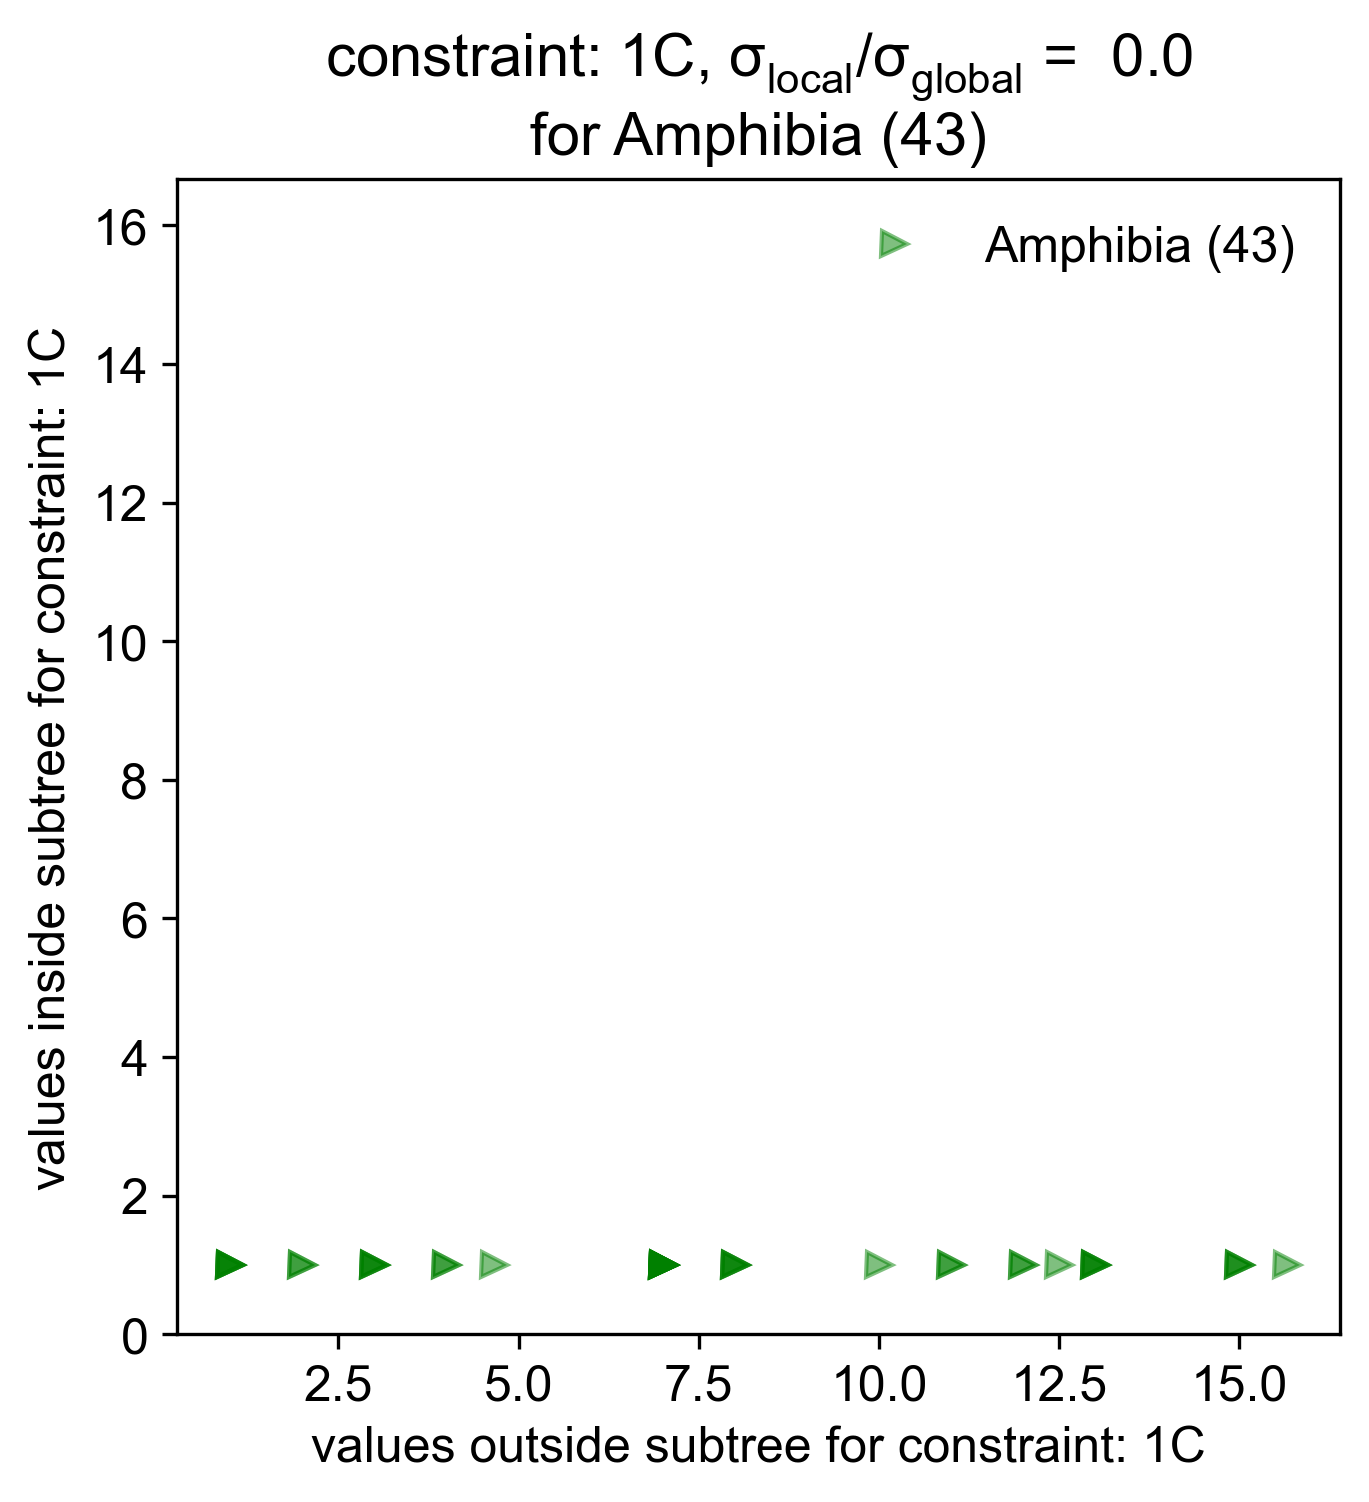 constraint: 1C, σlocal/σglobal = 0.0
for Amphibia (43)
Amphibia (43)
values inside subtree for constraint: 1C
16
14
12
10
8
6
4
2
0
2.5 5.0 7.5 10.0 12.5 15.0
values outside subtree for constraint: 1C